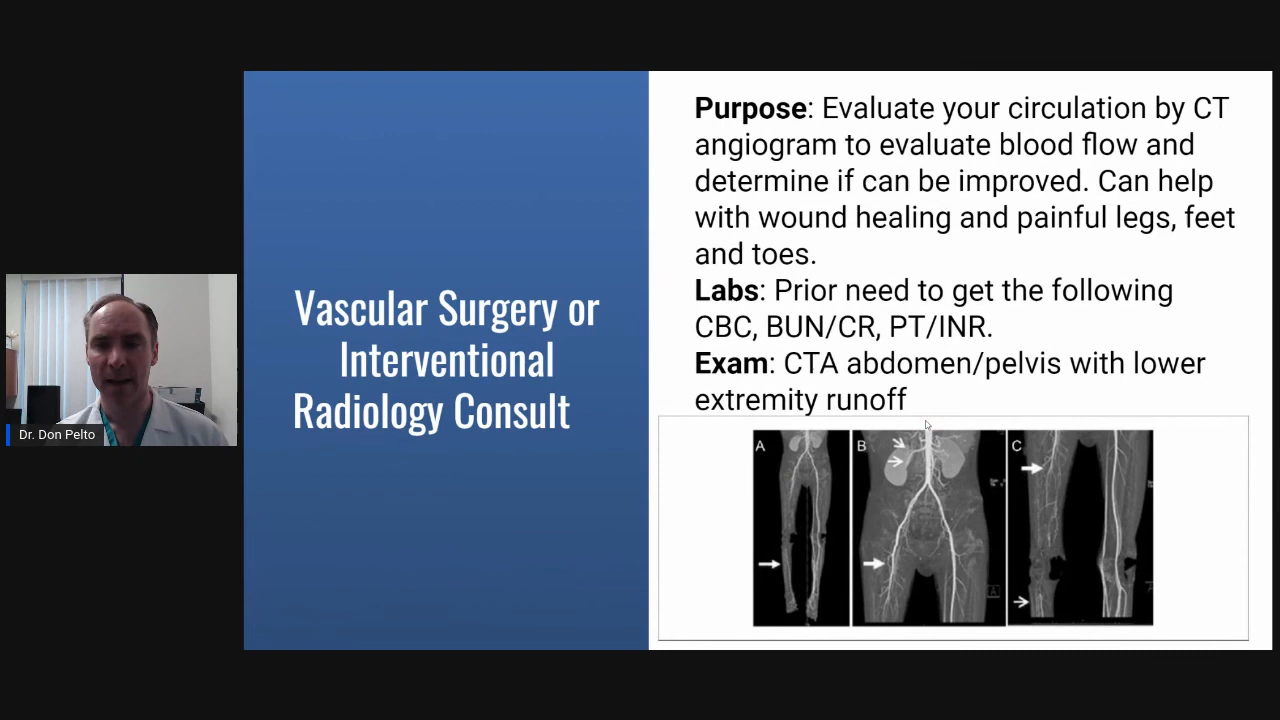 Vascular Surgery or
Interventional
Radiology Consult
Purpose: Evaluate your circulation by CT
angiogram to evaluate blood flow and
determine if can be improved. Can help
with wound healing and painful legs, feet
and toes.
Labs: Prior need to get the following
CBC, BUN/CR, PT/INR.
Exam: CTA abdomen/pelvis with lower
extremity runoff
A B C
Dr. Don Pelto